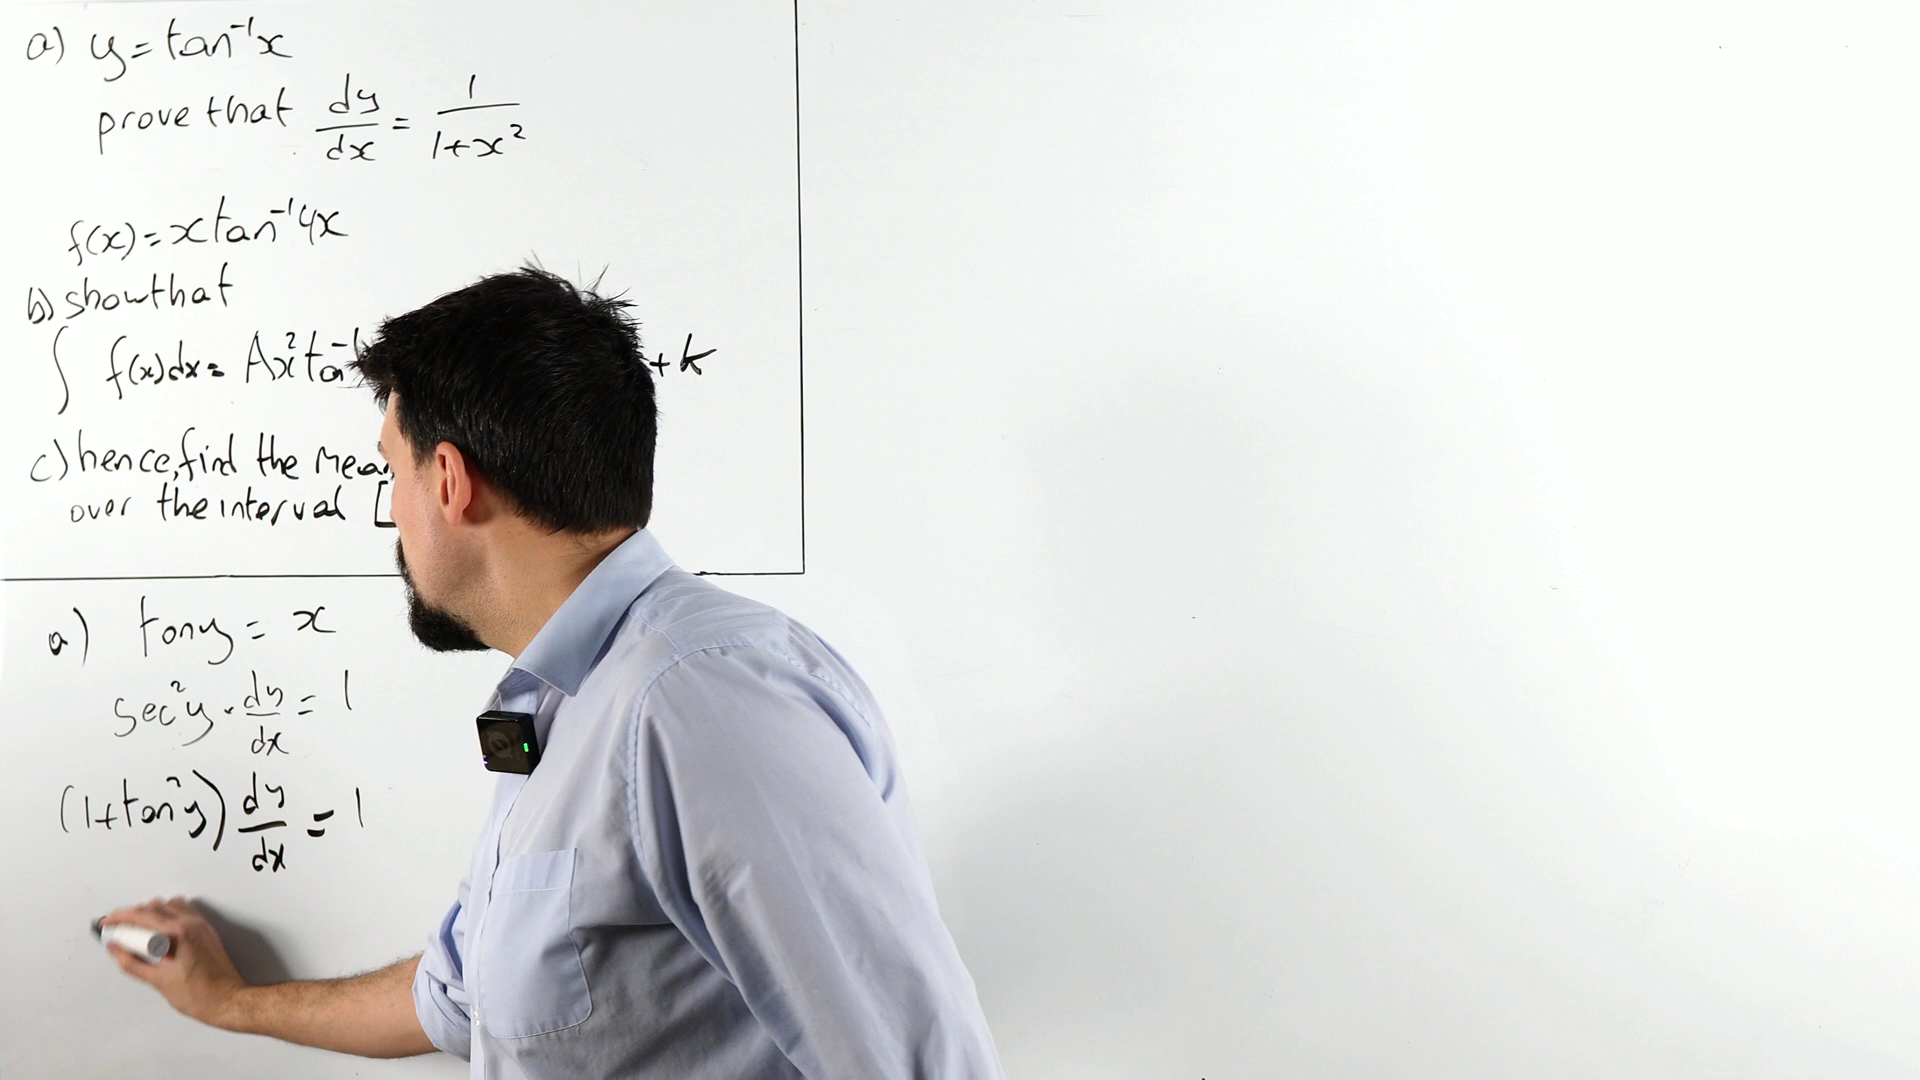 a) y = tan⁻¹x
prove that dy/dx = 1/(1+x²)
f(x) = x tan⁻¹4x
b) show that
∫ f(x)dx = Ax² tan⁻¹ + k
c) hence, find the
over the interval [
a) tan y = x
sec²y · dy/dx = 1
(1+tan²y) dy/dx = 1